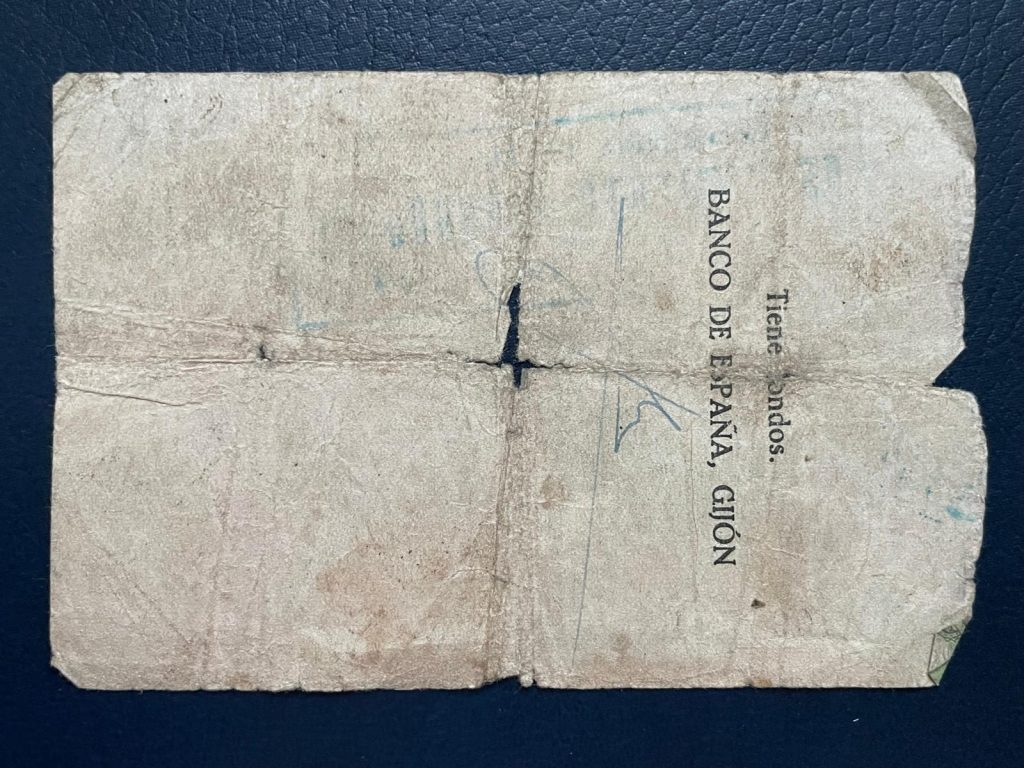 Tiene fondos.
BANCO DE ESPAÑA, GIJÓN